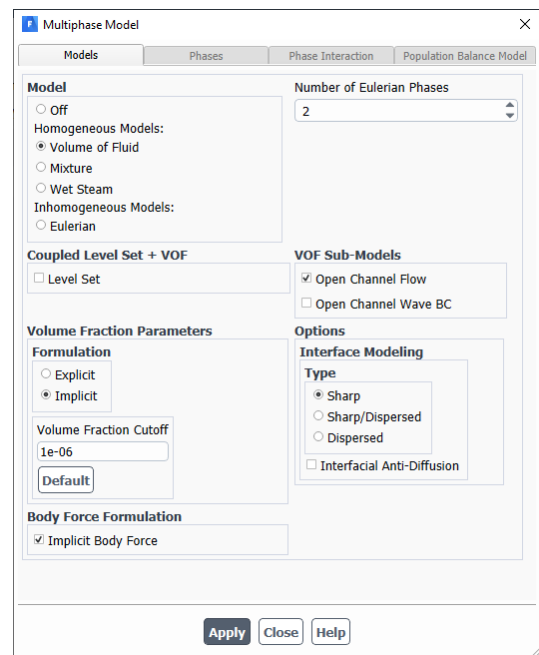 Multiphase Model
Models Phases Phase Interaction Population Balance Model
Model
Off
Homogeneous Models:
Volume of Fluid
Mixture
Wet Steam
Inhomogeneous Models:
Eulerian
Number of Eulerian Phases
2
Coupled Level Set + VOF
Level Set
VOF Sub-Models
Open Channel Flow
Open Channel Wave BC
Volume Fraction Parameters
Formulation
Explicit
Implicit
Volume Fraction Cutoff
1e-06
Default
Options
Interface Modeling
Type
Sharp
Sharp/Dispersed
Dispersed
Interfacial Anti-Diffusion
Body Force Formulation
Implicit Body Force
Apply Close Help